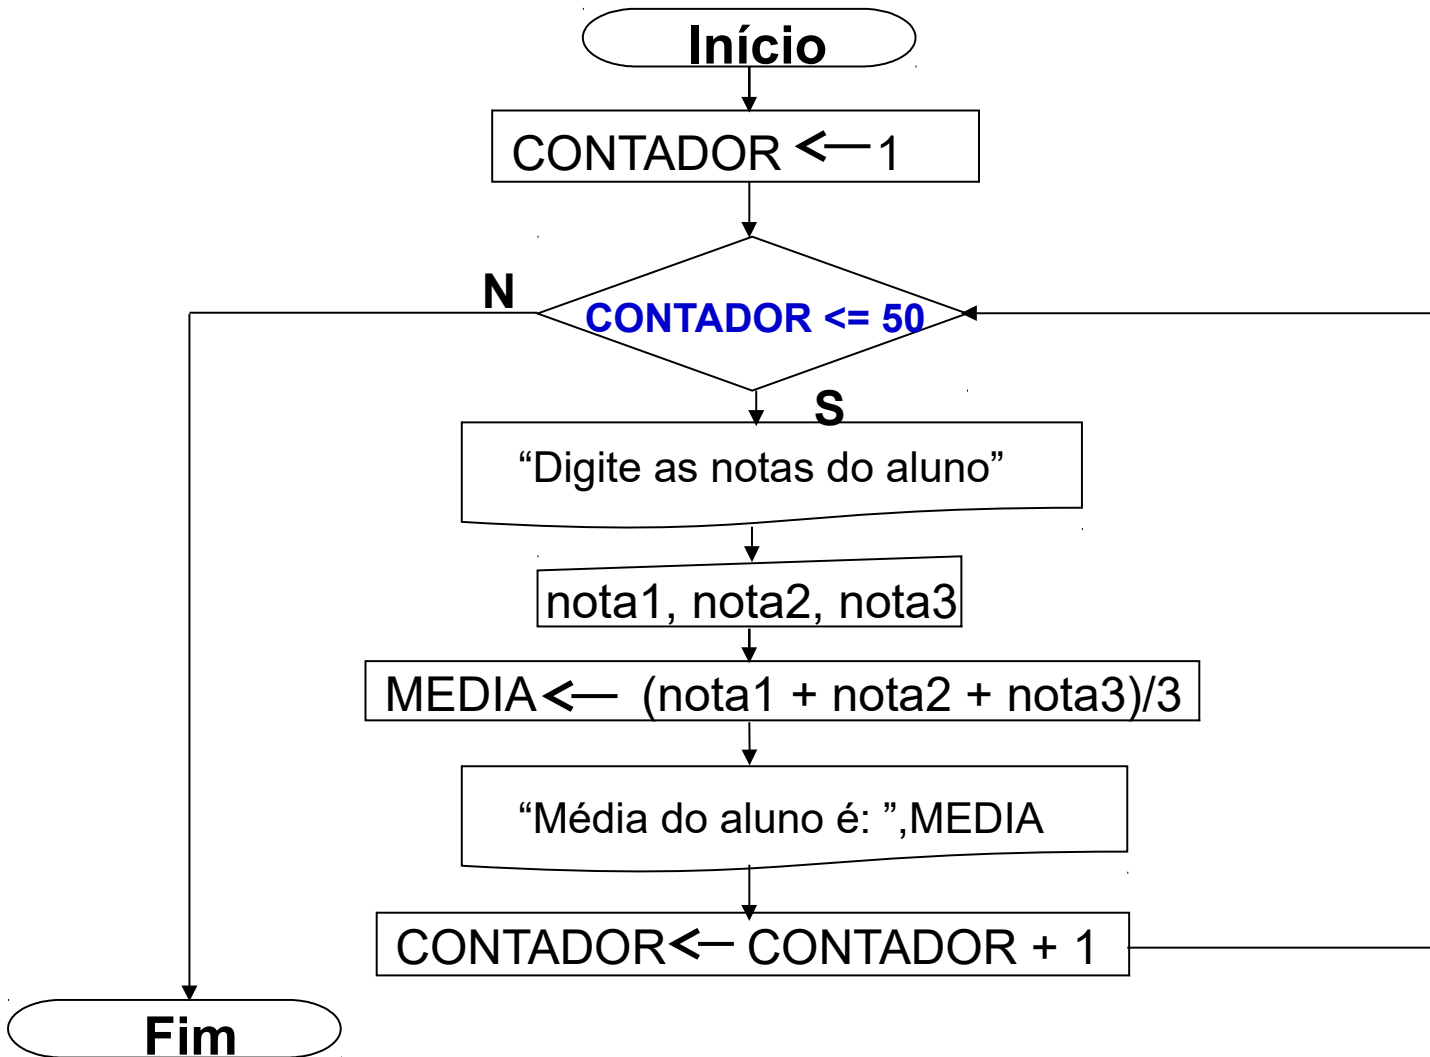 Início
CONTADOR <— 1
N
CONTADOR <= 50
S
“Digite as notas do aluno”
nota1, nota2, nota3
MEDIA <— (nota1 + nota2 + nota3)/3
“Média do aluno é: ”,MEDIA
CONTADOR <— CONTADOR + 1
Fim